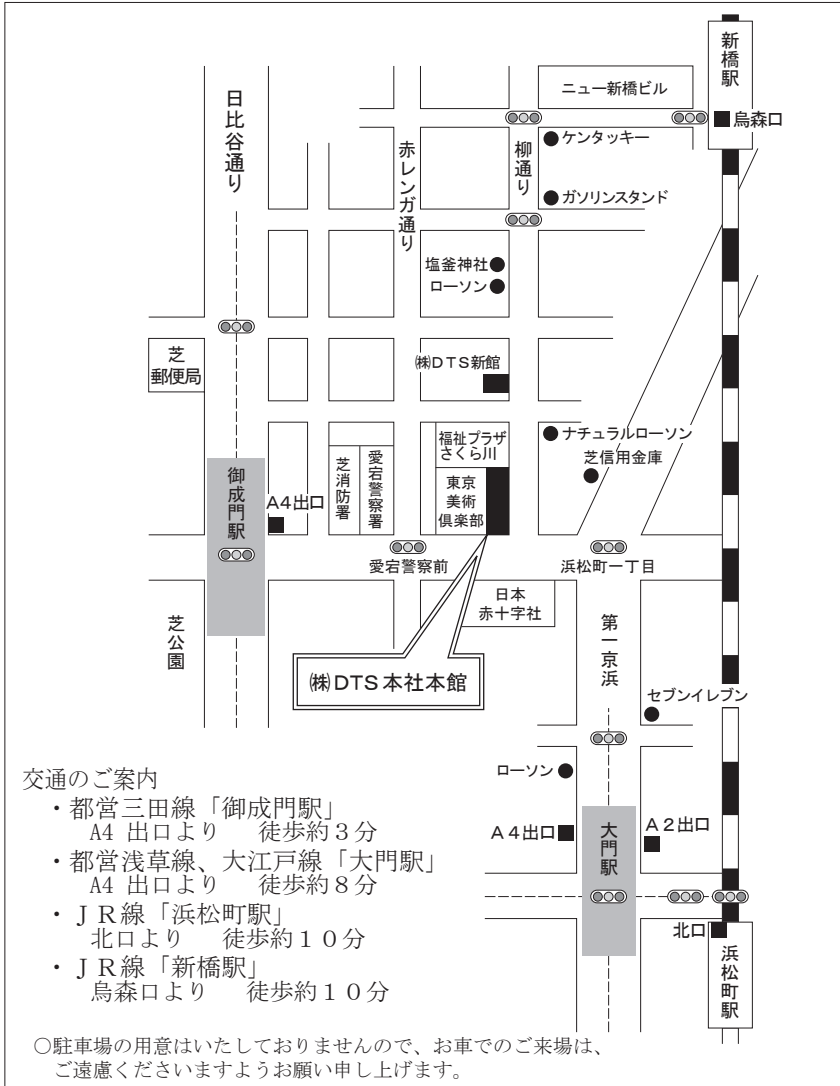 新橋駅
ニュー新橋ビル
烏森口
日比谷通り
赤レンガ通り
柳通り
ケンタッキー
ガソリンスタンド
塩釜神社
ローソン
芝
郵便局
㈱DTS新館
ナチュラルローソン
芝信用金庫
福祉プラザ
さくら川
芝消防署
愛宕警察署
東京
美術
倶楽部
御成門駅
A4出口
愛宕警察前
浜松町一丁目
日本
赤十字社
芝公園
第一京浜
㈱DTS本社本館
セブンイレブン
ローソン
A4出口
大門駅
A2出口
北口
浜松町駅
交通のご案内
・都営三田線「御成門駅」
A4 出口より 徒歩約3分
・都営浅草線、大江戸線「大門駅」
A4 出口より 徒歩約8分
・JR線「浜松町駅」
北口より 徒歩約10分
・JR線「新橋駅」
烏森口より 徒歩約10分
○駐車場の用意はいたしておりませんので、お車でのご来場は、
ご遠慮くださいますようお願い申し上げます。